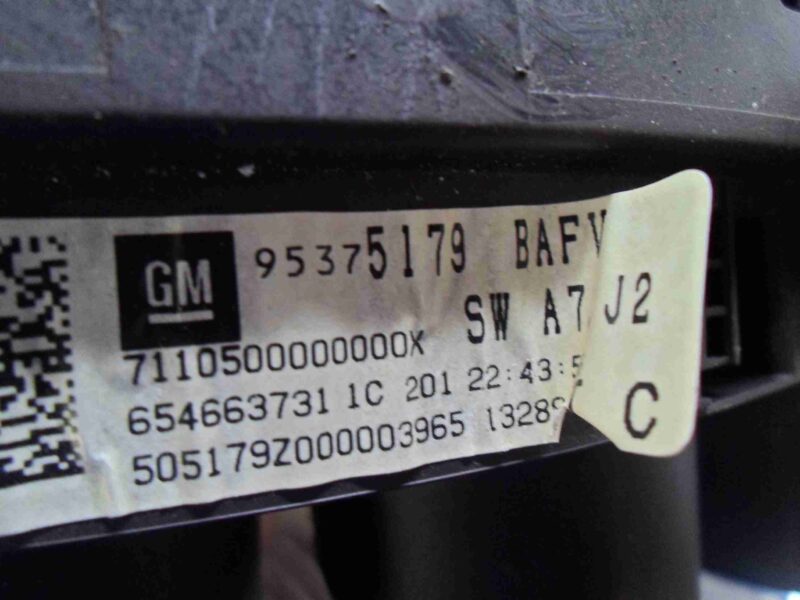 GM 95375179 BAFV
SW A7 J2
7110500000000X
654663731 1C 201 22:43:5
505179Z000003965 1328 C